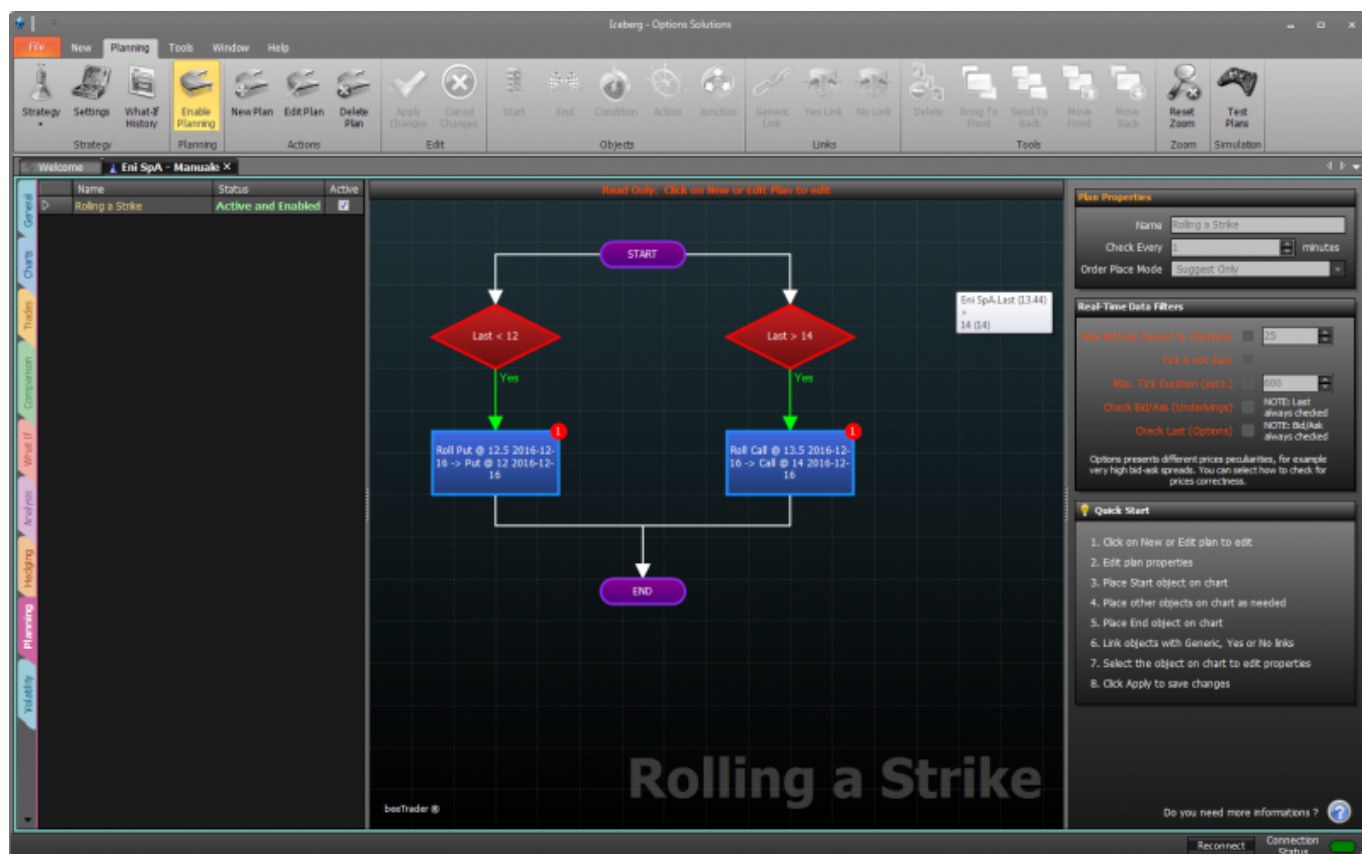 Iceberg - Options Solutions
File New Planning Tools Window Help
Strategy Settings What-If History Enable Planning New Plan Edit Plan Delete Plan Apply Changes Cancel Changes Start End Condition Action Junction Generic Link Yes Link No Link Delete Bring To Front Send To Back Move Front Move Back Reset Zoom Test Plans
Strategy Planning Actions Edit Objects Links Tools Zoom Simulation
Welcome Eni SpA - Manuale ×
General
Charts
Trades
Comparison
What If
Analysis
Hedging
Planning
Volatility
Name Status Active
Rolling a Strike Active and Enabled
Read Only: Click on New or Edit Plan to edit
START
Last < 12
Last > 14
Yes
Yes
Eni SpA.Last (13.44)
>
14 (14)
1
Roll Put @ 12.5 2016-12-
16 -> Put @ 12 2016-12-
16
1
Roll Call @ 13.5 2016-12-
16 -> Call @ 14 2016-12-
16
END
Rolling a Strike
beeTrader ®
Plan Properties
Name Rolling a Strike
Check Every 1 minutes
Order Place Mode Suggest Only
Real-Time Data Filters
Max Bid/Ask Spread % (Options) 25
Tick is not Zero
Max. Tick Duration (secs.) 600
Check Bid/Ask (Underlyings) NOTE: Last
always checked
Check Last (Options) NOTE: Bid/Ask
always checked
Options presents different prices peculiarities, for example
very high bid-ask spreads. You can select how to check for
prices correctness.
Quick Start
1. Click on New or Edit plan to edit
2. Edit plan properties
3. Place Start object on chart
4. Place other objects on chart as needed
5. Place End object on chart
6. Link objects with Generic, Yes or No links
7. Select the object on chart to edit properties
8. Click Apply to save changes
Do you need more informations ?
Reconnect Connection
Status